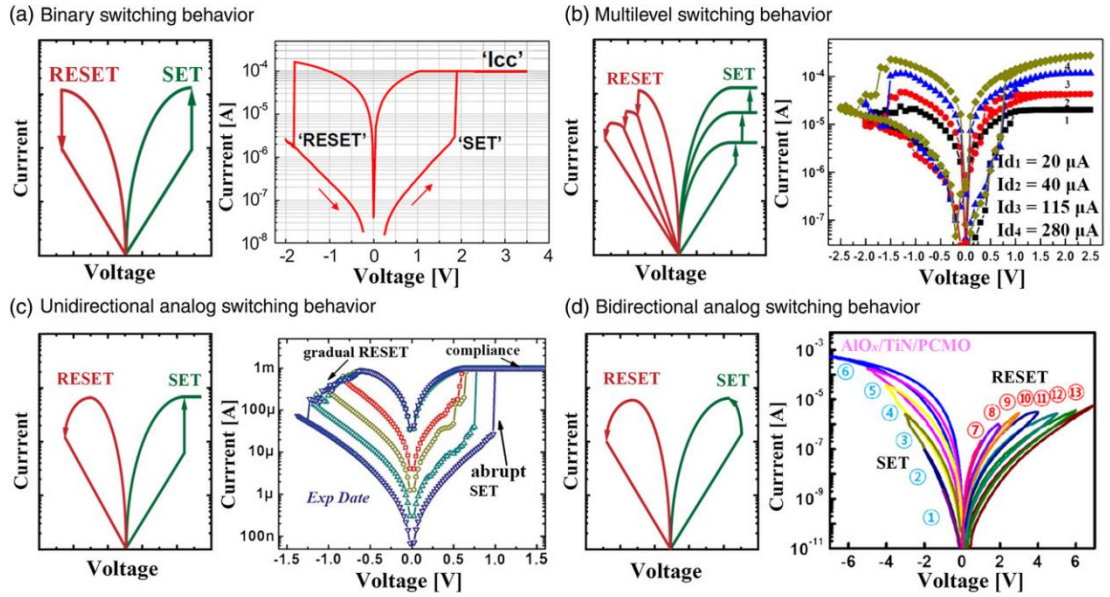 (a) Binary switching behavior
RESET
SET
Currrent
Voltage
Currrent [A]
10⁻⁴
10⁻⁵
10⁻⁶
10⁻⁷
10⁻⁸
'Icc'
'RESET'
'SET'
-2 -1 0 1 2 3 4
Voltage [V]
(b) Multilevel switching behavior
RESET
SET
Currrent
Voltage
Currrent [A]
10⁻⁴
10⁻⁵
10⁻⁶
10⁻⁷
4
3
2
1
Id₁ = 20 μA
Id₂ = 40 μA
Id₃ = 115 μA
Id₄ = 280 μA
-2.5 -2.0 -1.5 -1.0 -0.5 0.0 0.5 1.0 1.5 2.0 2.5
Voltage [V]
(c) Unidirectional analog switching behavior
RESET
SET
Currrent
Voltage
Currrent [A]
1m
100μ
10μ
1μ
100n
gradual RESET
compliance
abrupt
SET
Exp Date
-1.5 -1.0 -0.5 0.0 0.5 1.0 1.5
Voltage [V]
(d) Bidirectional analog switching behavior
RESET
SET
Currrent
Voltage
Currrent [A]
10⁻³
10⁻⁵
10⁻⁷
10⁻⁹
10⁻¹¹
AlOₓ/TiN/PCMO
RESET
⑥
⑤
④
③
②
①
SET
⑦ ⑧ ⑨ ⑩ ⑪ ⑫ ⑬
-6 -4 -2 0 2 4 6
Voltage [V]